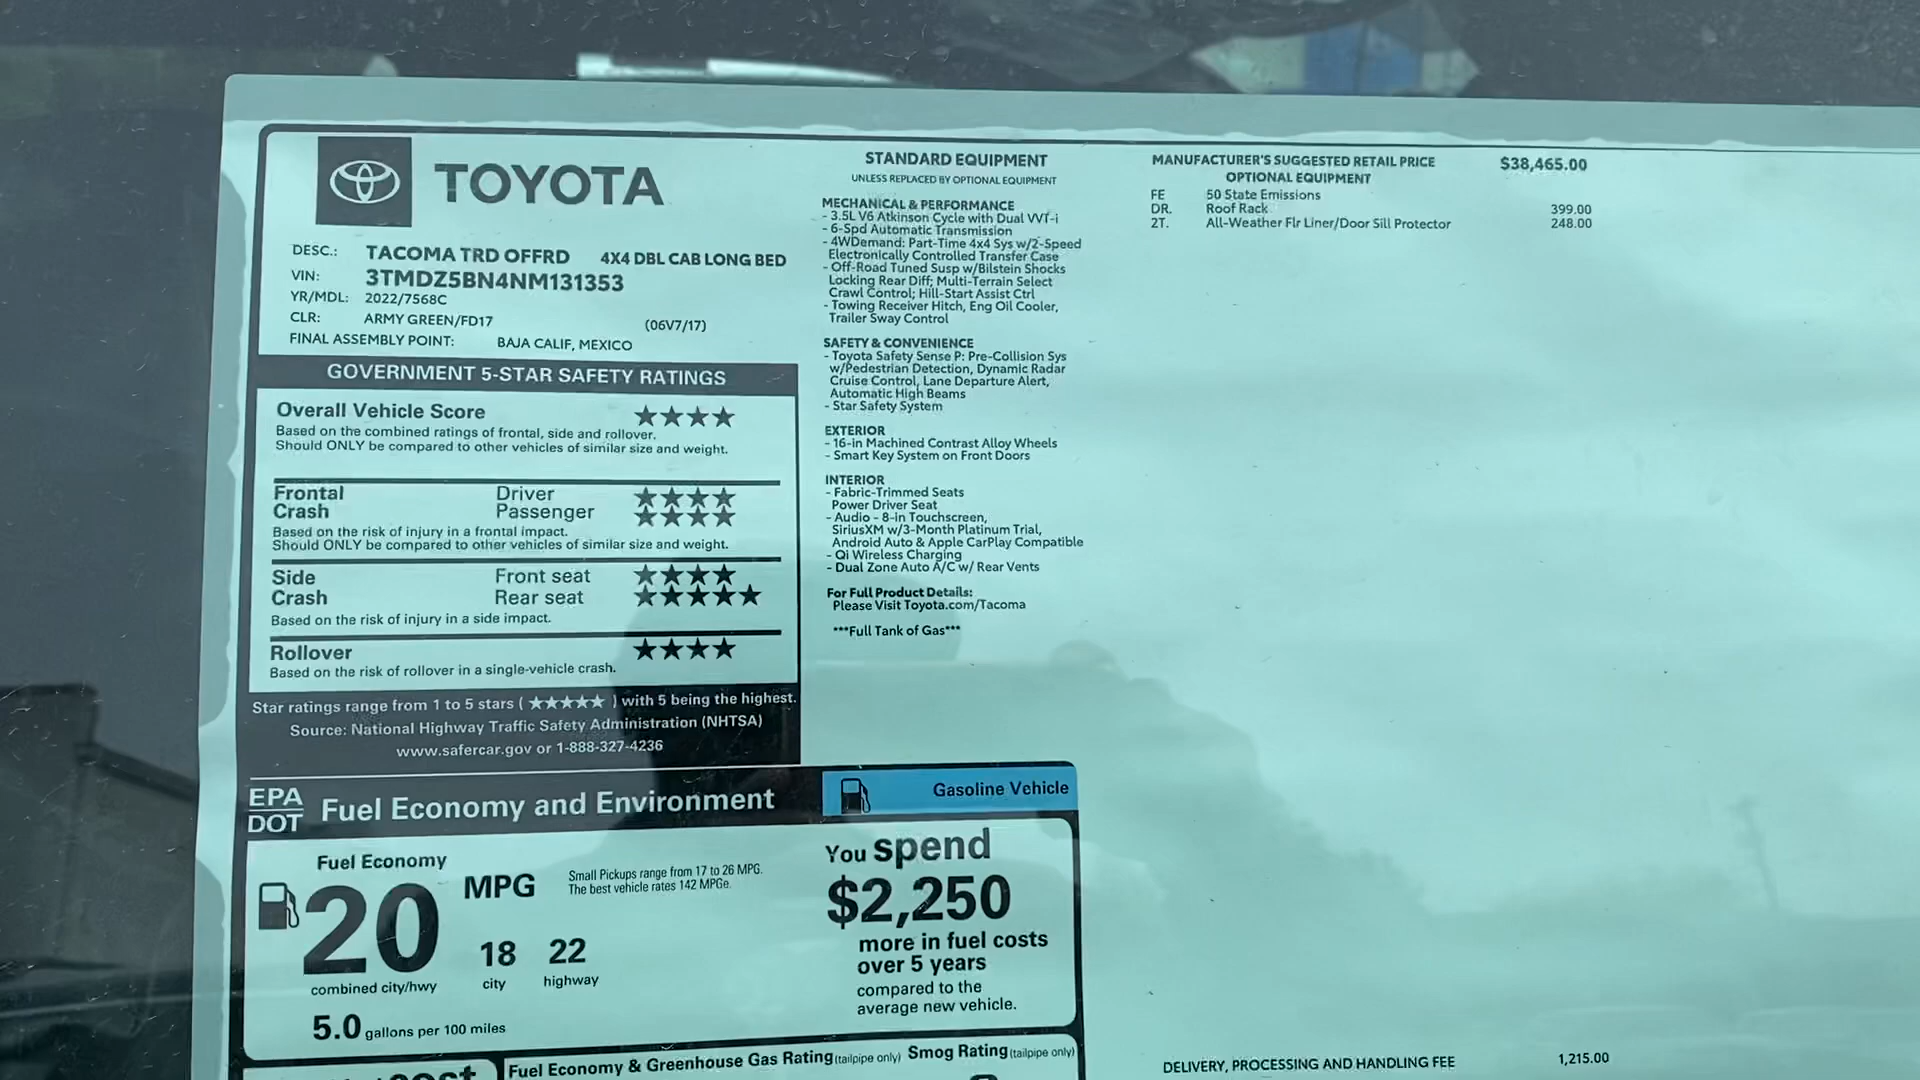 TOYOTA
DESC.: TACOMA TRD OFFRD 4X4 DBL CAB LONG BED
VIN: 3TMDZ5BN4NM131353
YR/MDL: 2022/7568C
CLR: ARMY GREEN/FD17 (06V7/17)
FINAL ASSEMBLY POINT: BAJA CALIF, MEXICO
GOVERNMENT 5-STAR SAFETY RATINGS
Overall Vehicle Score ★★★★
Based on the combined ratings of frontal, side and rollover.
Should ONLY be compared to other vehicles of similar size and weight.
Frontal Driver ★★★★
Crash Passenger ★★★★
Based on the risk of injury in a frontal impact.
Should ONLY be compared to other vehicles of similar size and weight.
Side Front seat ★★★★
Crash Rear seat ★★★★★
Based on the risk of injury in a side impact.
Rollover ★★★★
Based on the risk of rollover in a single-vehicle crash.
Star ratings range from 1 to 5 stars (★★★★★) with 5 being the highest.
Source: National Highway Traffic Safety Administration (NHTSA)
www.safercar.gov or 1-888-327-4236
STANDARD EQUIPMENT
UNLESS REPLACED BY OPTIONAL EQUIPMENT
MECHANICAL & PERFORMANCE
- 3.5L V6 Atkinson Cycle with Dual VVT-i
- 6-Spd Automatic Transmission
- 4WDemand: Part-Time 4x4 Sys w/2-Speed
Electronically Controlled Transfer Case
- Off-Road Tuned Susp w/Bilstein Shocks
Locking Rear Diff; Multi-Terrain Select
Crawl Control; Hill-Start Assist Ctrl
- Towing Receiver Hitch, Eng Oil Cooler,
Trailer Sway Control
SAFETY & CONVENIENCE
- Toyota Safety Sense P: Pre-Collision Sys
w/Pedestrian Detection, Dynamic Radar
Cruise Control, Lane Departure Alert,
Automatic High Beams
- Star Safety System
EXTERIOR
- 16-in Machined Contrast Alloy Wheels
- Smart Key System on Front Doors
INTERIOR
- Fabric-Trimmed Seats
Power Driver Seat
- Audio - 8-in Touchscreen,
SiriusXM w/3-Month Platinum Trial,
Android Auto & Apple CarPlay Compatible
- Qi Wireless Charging
- Dual Zone Auto A/C w/ Rear Vents
For Full Product Details:
Please Visit Toyota.com/Tacoma
***Full Tank of Gas***
MANUFACTURER'S SUGGESTED RETAIL PRICE $38,465.00
OPTIONAL EQUIPMENT
FE 50 State Emissions
DR. Roof Rack 399.00
2T. All-Weather Flr Liner/Door Sill Protector 248.00
EPA
DOT
Fuel Economy and Environment
Gasoline Vehicle
Fuel Economy
20 MPG
Small Pickups range from 17 to 26 MPG.
The best vehicle rates 142 MPGe.
18 22
combined city/hwy city highway
5.0 gallons per 100 miles
You spend
$2,250
more in fuel costs
over 5 years
compared to the
average new vehicle.
Fuel Economy & Greenhouse Gas Rating (tailpipe only) Smog Rating (tailpipe only)
DELIVERY, PROCESSING AND HANDLING FEE 1,215.00